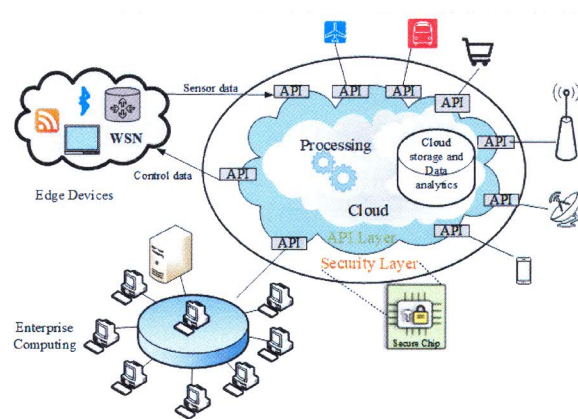 API
API
API
API
API
API
API
API
API
Sensor data
WSN
Control data
Edge Devices
Processing
Cloud
storage and
Data
analytics
Cloud
API Layer
Security Layer
Enterprise
Computing
Secure Chip